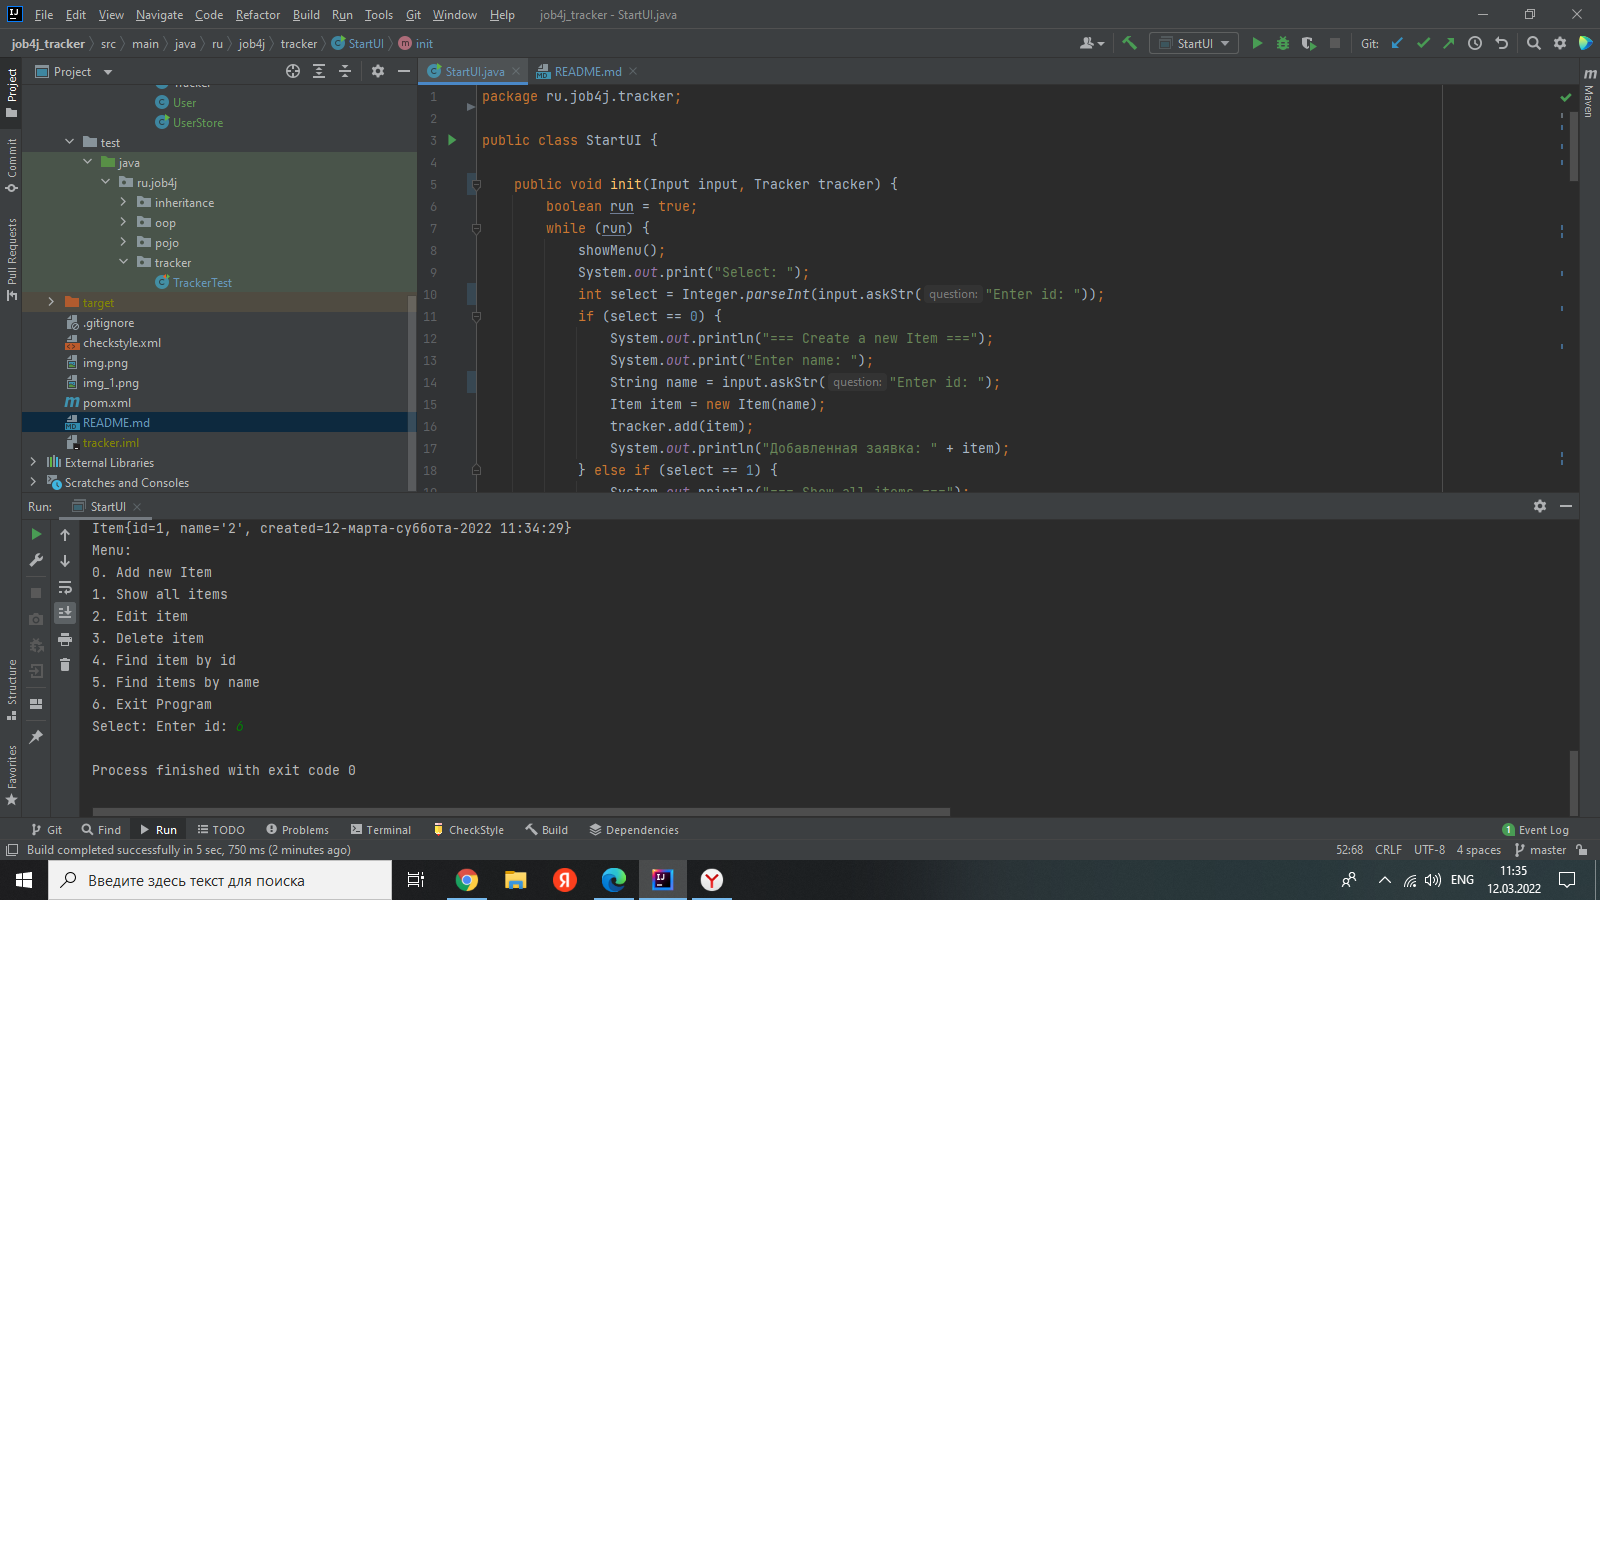 File Edit View Navigate Code Refactor Build Run Tools Git Window Help job4j_tracker - StartUI.java
job4j_tracker src main java ru job4j tracker StartUI init
StartUI
Git:
Project
StartUI.java
README.md
Project
Commit
Pull Requests
Structure
Favorites
Maven
Tracker
User
UserStore
test
java
ru.job4j
inheritance
oop
pojo
tracker
TrackerTest
target
.gitignore
checkstyle.xml
img.png
img_1.png
pom.xml
README.md
tracker.iml
External Libraries
Scratches and Consoles
1 package ru.job4j.tracker;
2
3 public class StartUI {
4
5 public void init(Input input, Tracker tracker) {
6 boolean run = true;
7 while (run) {
8 showMenu();
9 System.out.print("Select: ");
10 int select = Integer.parseInt(input.askStr( question: "Enter id: "));
11 if (select == 0) {
12 System.out.println("=== Create a new Item ===");
13 System.out.print("Enter name: ");
14 String name = input.askStr( question: "Enter id: ");
15 Item item = new Item(name);
16 tracker.add(item);
17 System.out.println("Добавленная заявка: " + item);
18 } else if (select == 1) {
19 System.out.println("=== Show all items ===");
Run: StartUI
Item{id=1, name='2', created=12-марта-суббота-2022 11:34:29}
Menu:
0. Add new Item
1. Show all items
2. Edit item
3. Delete item
4. Find item by id
5. Find items by name
6. Exit Program
Select: Enter id: 6
Process finished with exit code 0
Git Find Run TODO Problems Terminal CheckStyle Build Dependencies 1 Event Log
Build completed successfully in 5 sec, 750 ms (2 minutes ago) 52:68 CRLF UTF-8 4 spaces master
Введите здесь текст для поиска
ENG
11:35
12.03.2022